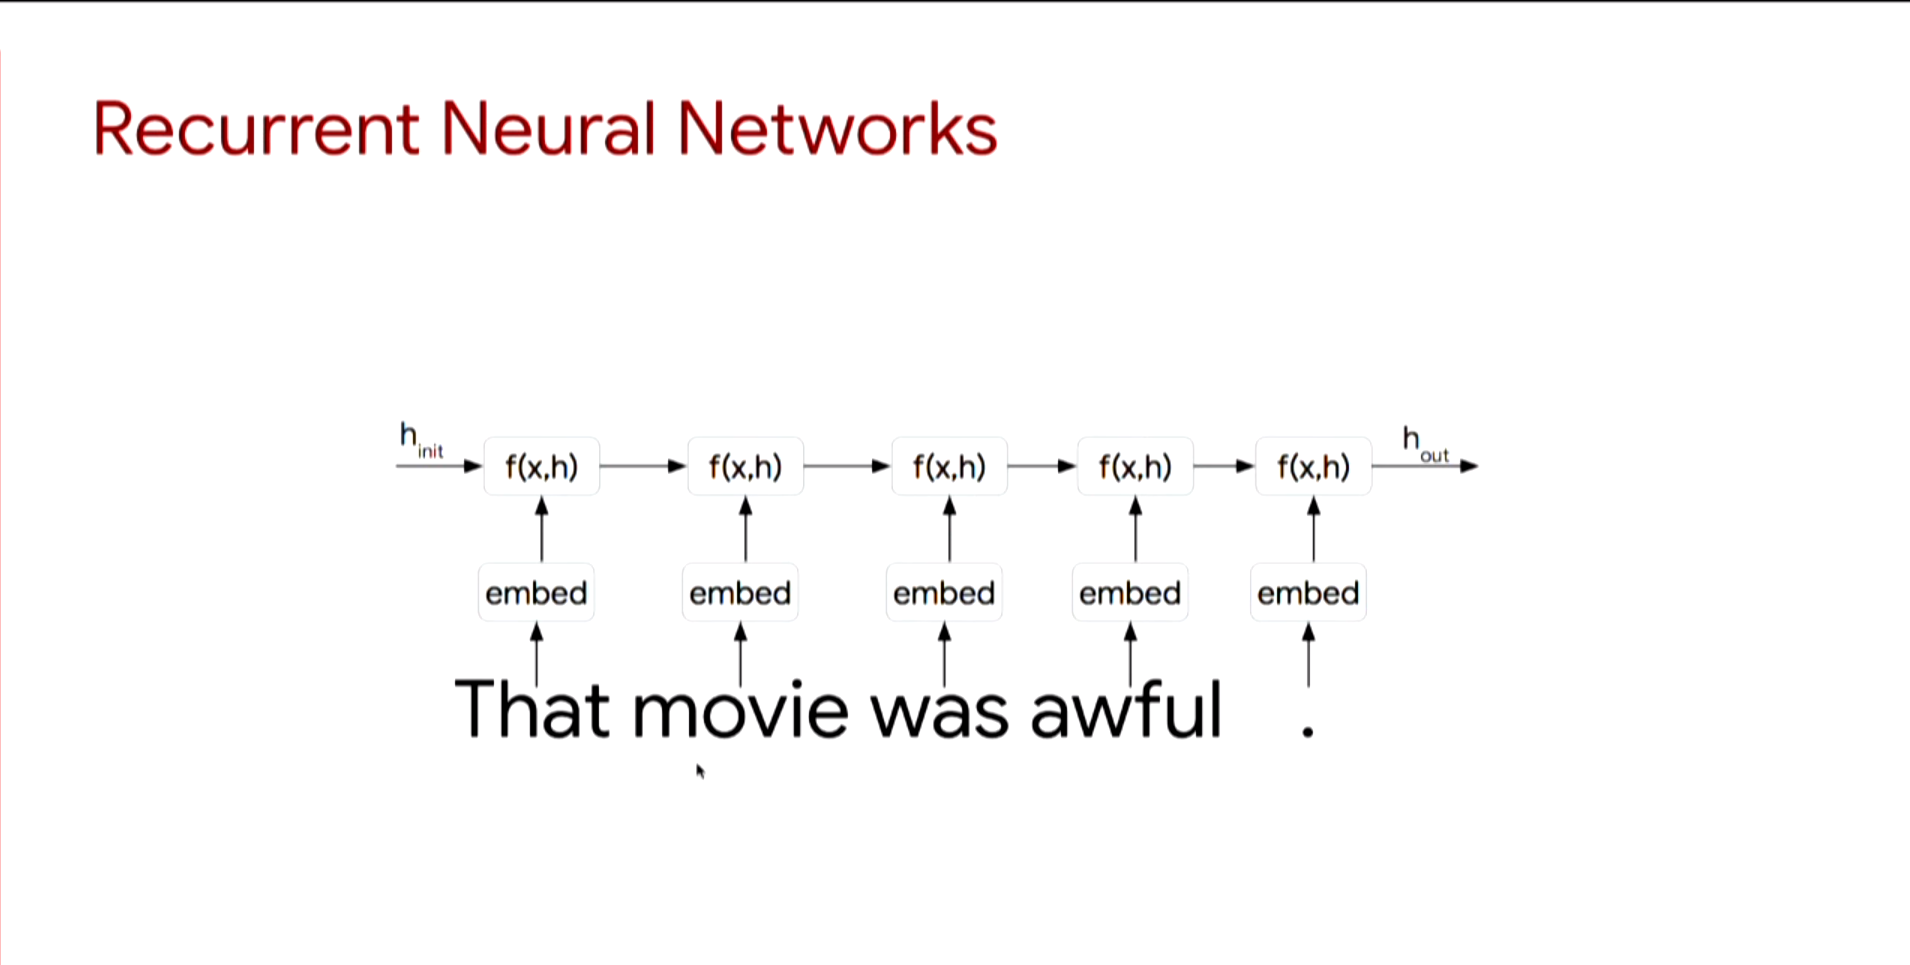 Recurrent Neural Networks
h init
h out
f(x,h) f(x,h) f(x,h) f(x,h) f(x,h)
embed embed embed embed embed
That movie was awful .